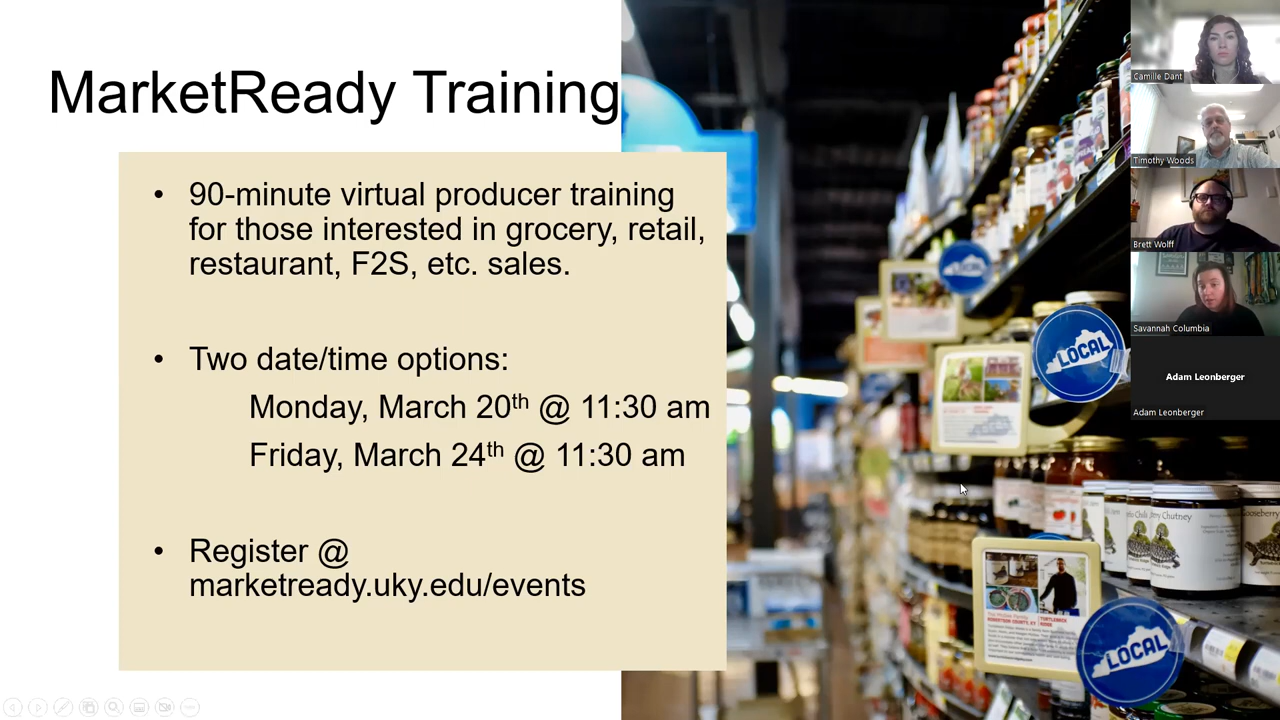 MarketReady Training
• 90-minute virtual producer training
for those interested in grocery, retail,
restaurant, F2S, etc. sales.
• Two date/time options:
Monday, March 20th @ 11:30 am
Friday, March 24th @ 11:30 am
• Register @
marketready.uky.edu/events
Camille Dant
Timothy Woods
Brett Wolff
Savannah Columbia
Adam Leonberger
Adam Leonberger
LOCAL
LOCAL
Chutney
LOCAL